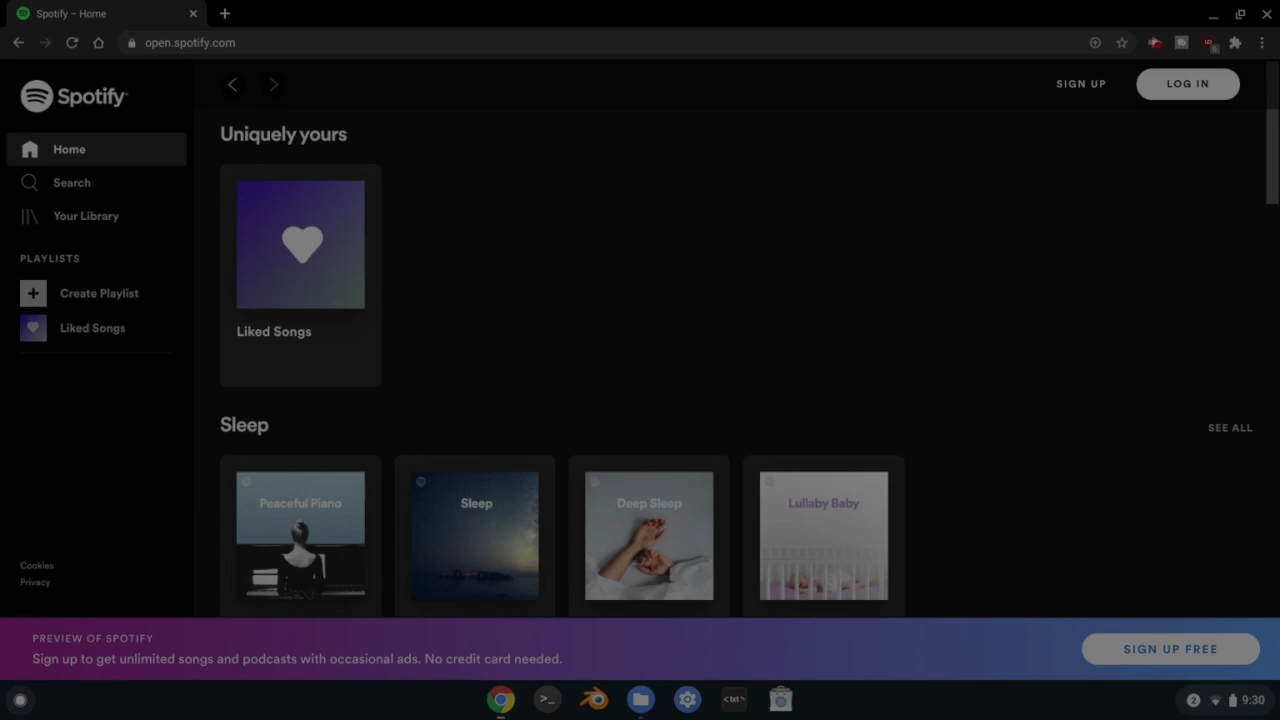 Spotify – Home
open.spotify.com
Spotify
SIGN UP
LOG IN
Home
Search
Your Library
PLAYLISTS
Create Playlist
Liked Songs
Cookies
Privacy
Uniquely yours
Liked Songs
Sleep
SEE ALL
Peaceful Piano
Sleep
Deep Sleep
Lullaby Baby
PREVIEW OF SPOTIFY
Sign up to get unlimited songs and podcasts with occasional ads. No credit card needed.
SIGN UP FREE
>_
<txt>
2
9:30